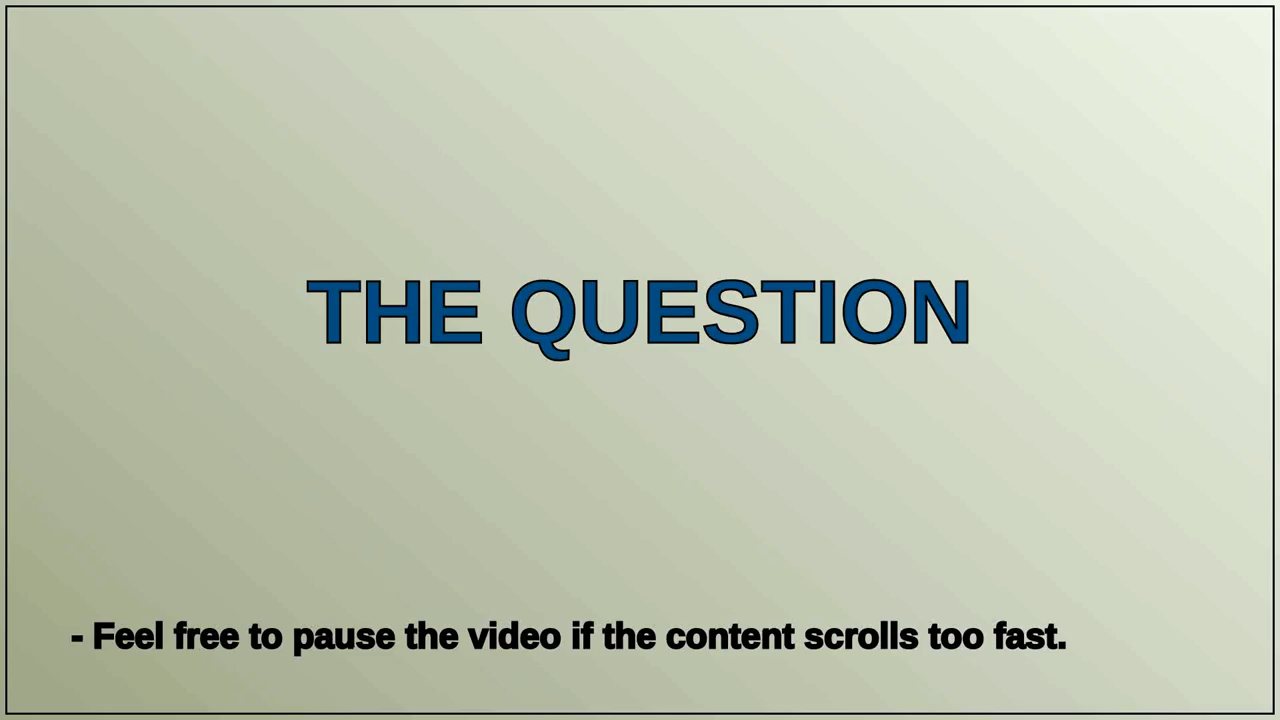 THE QUESTION
- Feel free to pause the video if the content scrolls too fast.